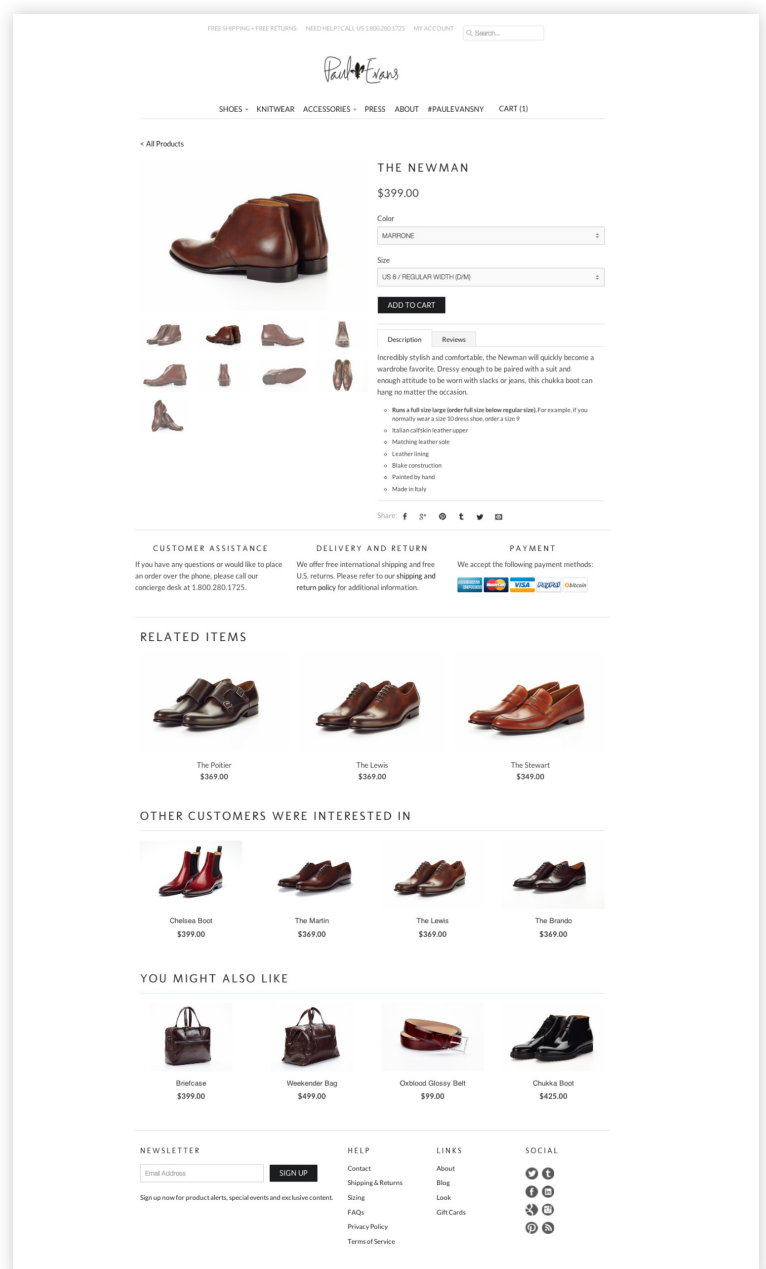 FREE SHIPPING + FREE RETURNS NEED HELP? CALL US 1.800.280.1725 MY ACCOUNT Search...
Paul Evans
SHOES KNITWEAR ACCESSORIES PRESS ABOUT #PAULEVANSNY CART (1)
< All Products
THE NEWMAN
$399.00
Color
MARRONE
Size
US 6 / REGULAR WIDTH (D/M)
ADD TO CART
Description Reviews
Incredibly stylish and comfortable, the Newman will quickly become a
wardrobe favorite. Dressy enough to be paired with a suit and
enough attitude to be worn with slacks or jeans, this chukka boot can
hang no matter the occasion.
Runs a full size large (order full size below regular size). For example, if you
normally wear a size 10 dress shoe, order a size 9
Italian calfskin leather upper
Matching leather sole
Leather lining
Blake construction
Painted by hand
Made in Italy
Share:
CUSTOMER ASSISTANCE
If you have any questions or would like to place
an order over the phone, please call our
concierge desk at 1.800.280.1725.
DELIVERY AND RETURN
We offer free international shipping and free
U.S. returns. Please refer to our shipping and
return policy for additional information.
PAYMENT
We accept the following payment methods:
VISA PayPal bitcoin
RELATED ITEMS
The Poitier
$369.00
The Lewis
$369.00
The Stewart
$349.00
OTHER CUSTOMERS WERE INTERESTED IN
Chelsea Boot
$399.00
The Martin
$369.00
The Lewis
$369.00
The Brando
$369.00
YOU MIGHT ALSO LIKE
Briefcase
$399.00
Weekender Bag
$499.00
Oxblood Glossy Belt
$99.00
Chukka Boot
$425.00
NEWSLETTER
Email Address SIGN UP
Sign up now for product alerts, special events and exclusive content.
HELP
Contact
Shipping & Returns
Sizing
FAQs
Privacy Policy
Terms of Service
LINKS
About
Blog
Look
Gift Cards
SOCIAL